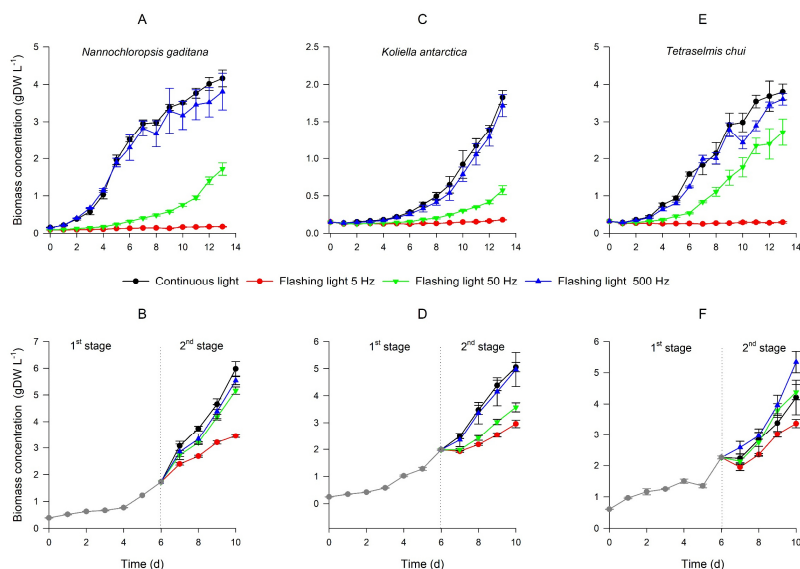 A
C
E
Nannochloropsis gaditana
Koliella antarctica
Tetraselmis chui
Biomass concentration (gDW L⁻¹)
5
4
3
2
1
0
0 2 4 6 8 10 12 14
2.5
2.0
1.5
1.0
0.5
0.0
0 2 4 6 8 10 12 14
5
4
3
2
1
0
0 2 4 6 8 10 12 14
Continuous light
Flashing light 5 Hz
Flashing light 50 Hz
Flashing light 500 Hz
B
D
F
1st stage
2nd stage
1st stage
2nd stage
1st stage
2nd stage
Biomass concentration (gDW L⁻¹)
7
6
5
4
3
2
1
0
0 2 4 6 8 10
Time (d)
7
6
5
4
3
2
1
0
0 2 4 6 8 10
Time (d)
6
5
4
3
2
1
0
0 2 4 6 8 10
Time (d)